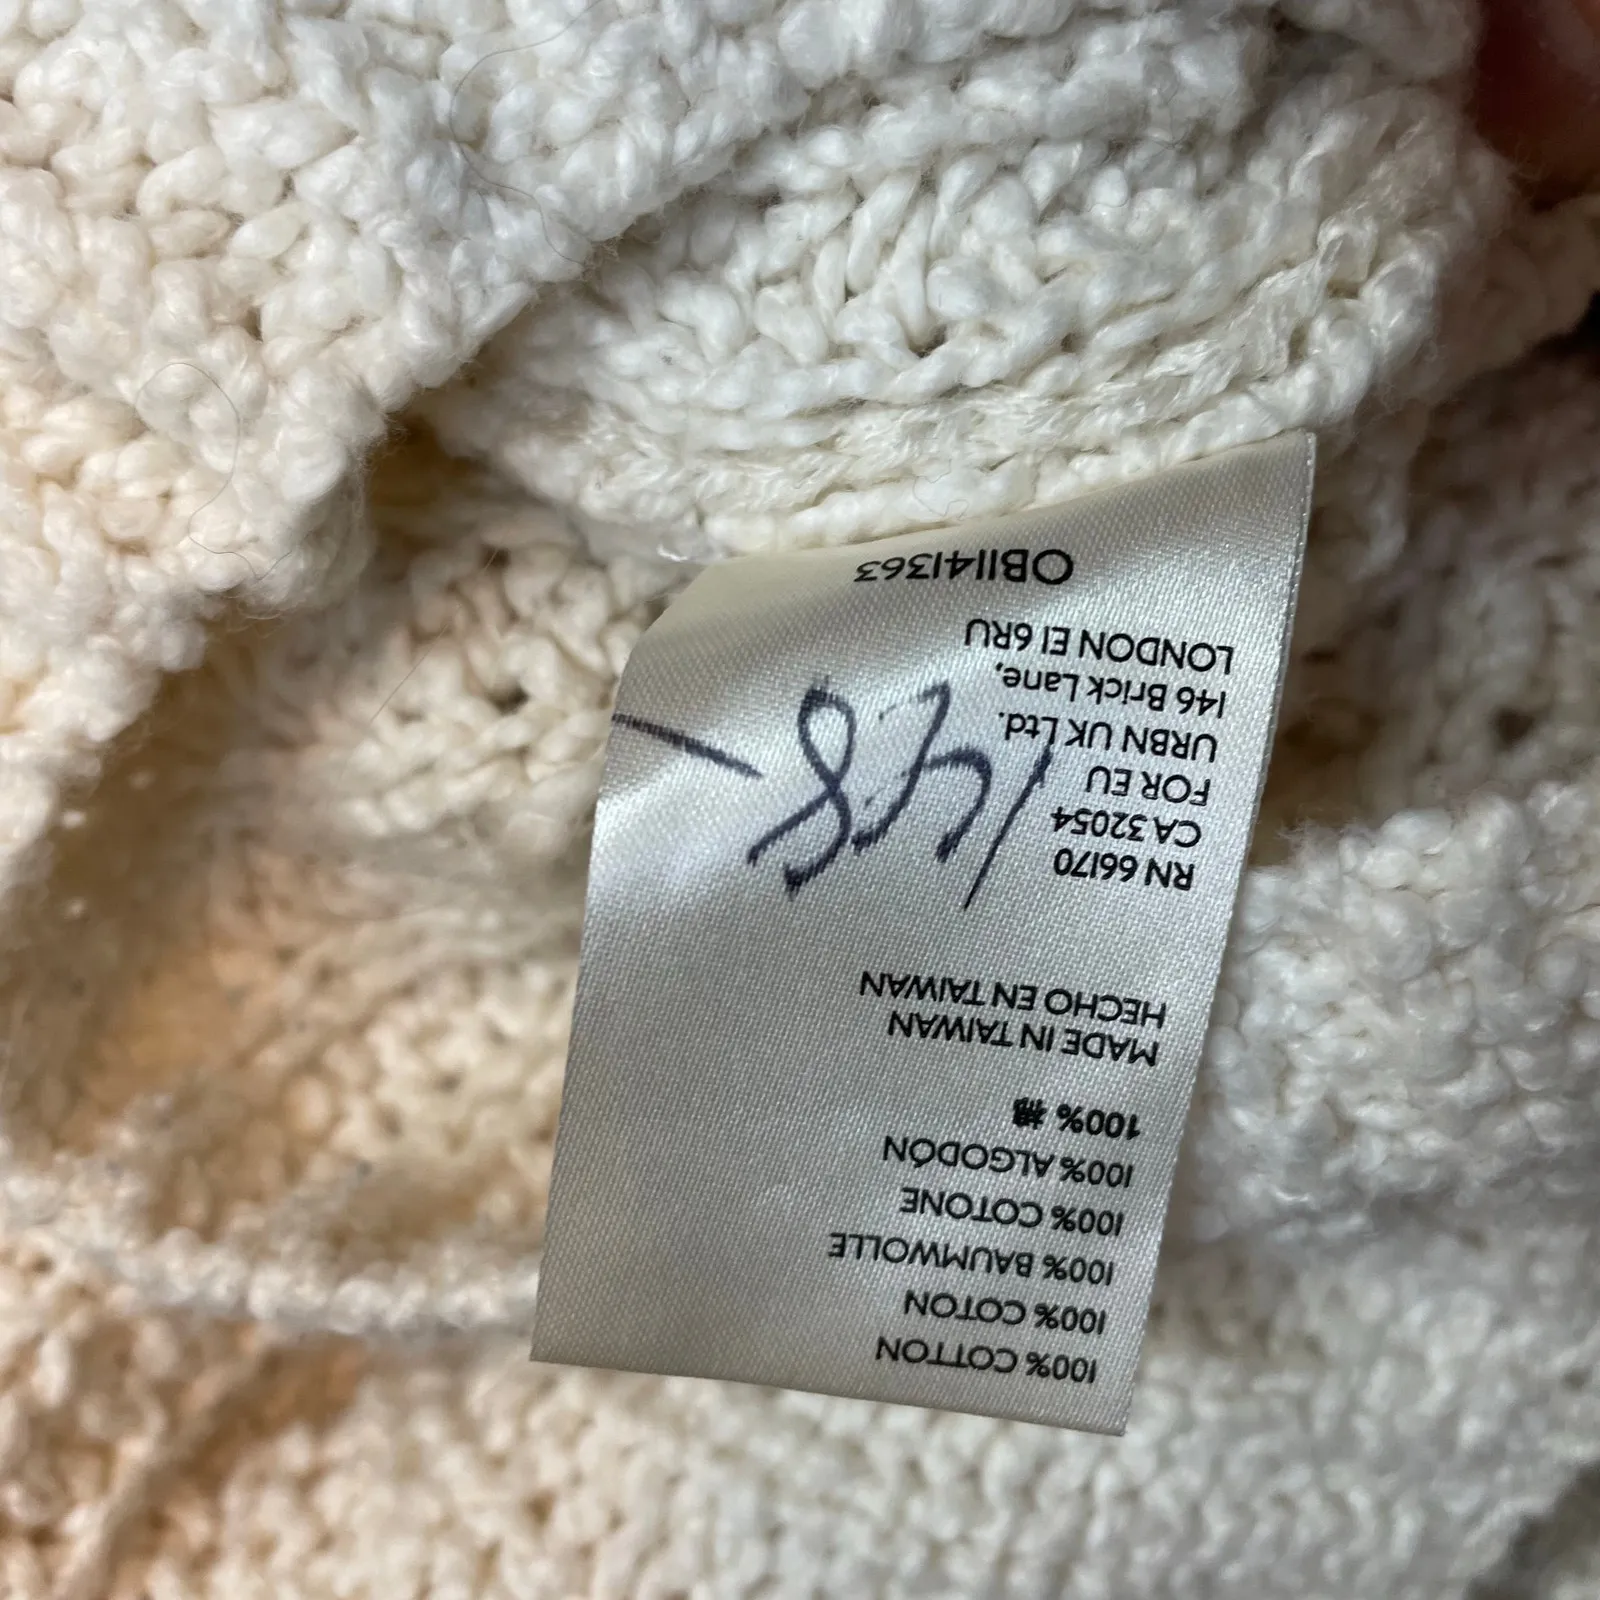 100% COTTON
100% COTON
100% BAUMWOLLE
100% COTONE
100% ALGODÓN
100% 棉
MADE IN TAIWAN
HECHO EN TAIWAN
RN 66170
CA 32054
FOR EU
URBN UK Ltd.
146 Brick Lane,
LONDON E1 6RU
OB1141363